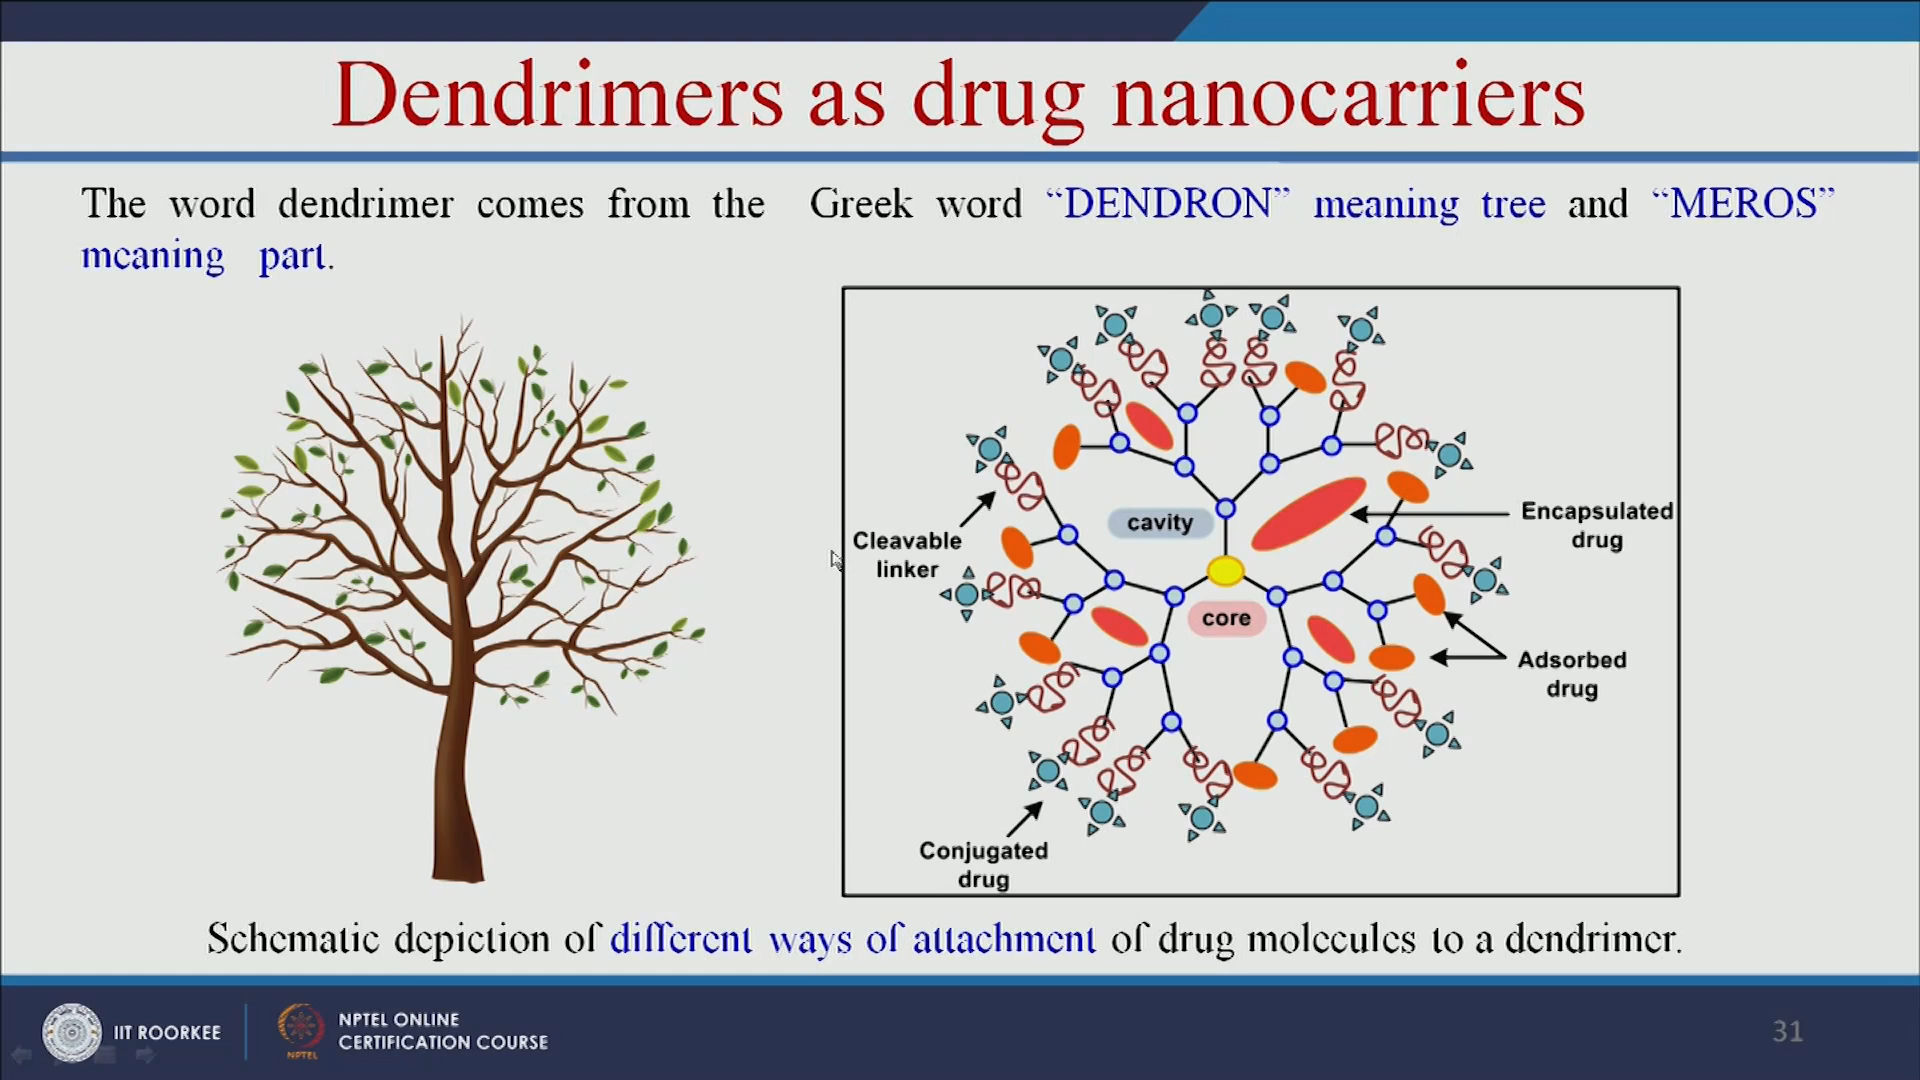 Dendrimers as drug nanocarriers
The word dendrimer comes from the Greek word “DENDRON” meaning tree and “MEROS”
meaning part.
cavity
Encapsulated
drug
Cleavable
linker
core
Adsorbed
drug
Conjugated
drug
Schematic depiction of different ways of attachment of drug molecules to a dendrimer.
IIT ROORKEE
NPTEL
NPTEL ONLINE
CERTIFICATION COURSE
31